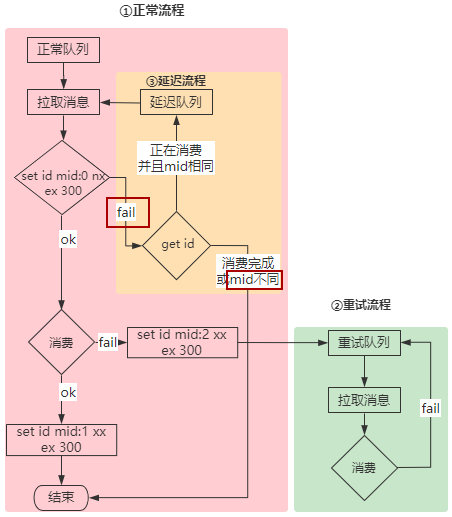 ①正常流程
正常队列
③延迟流程
拉取消息
延迟队列
正在消费
并且mid相同
set id mid:0 nx
ex 300
fail
get id
ok
消费完成
或mid不同
②重试流程
消费
fail
set id mid:2 xx
ex 300
重试队列
ok
拉取消息
fail
set id mid:1 xx
ex 300
消费
结束